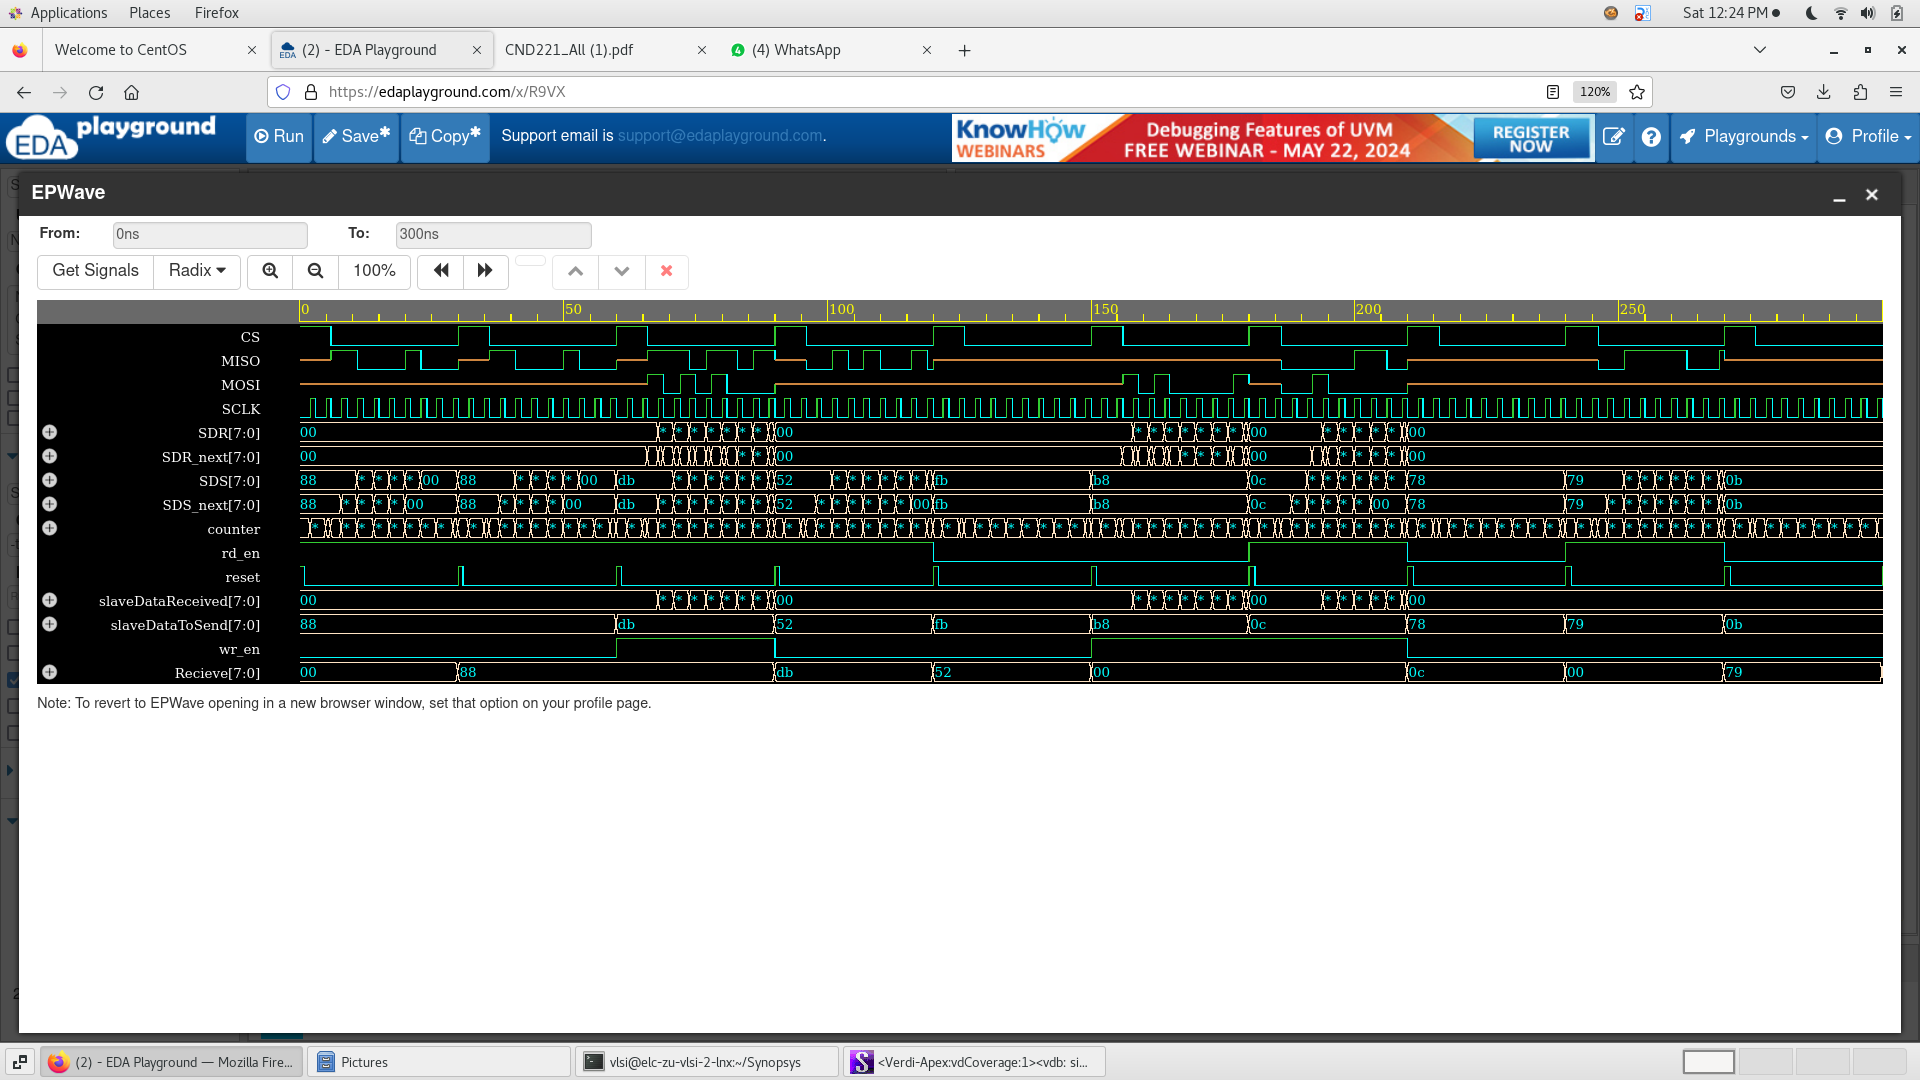 Applications Places Firefox Sat 12:24 PM
Welcome to CentOS (2) - EDA Playground CND221_All (1).pdf (4) WhatsApp
https://edaplayground.com/x/R9VX 120%
EDA playground Run Save* Copy* Support email is support@edaplayground.com. KnowHow WEBINARS Debugging Features of UVM FREE WEBINAR - MAY 22, 2024 REGISTER NOW Playgrounds Profile
EPWave
From: 0ns To: 300ns
Get Signals Radix 100%
0 50 100 150 200 250
CS
MISO
MOSI
SCLK
SDR[7:0] 00 * * * * * * * 00 * * * * * * * 00 * * * * * 00
SDR_next[7:0] 00 * * 00 * * * * 00 * * * * 00
SDS[7:0] 88 * * * * 00 88 * * * * * 00 db * * * * * * * 52 * * * * * * * fb b8 0c * * * * * * 78 79 * * * * * * * 0b
SDS_next[7:0] 88 * * * * 00 88 * * * * 00 db * * * * * * * 52 * * * * * * 00 fb b8 0c * * * * * 00 78 79 * * * * * * * 0b
counter
rd_en
reset
slaveDataReceived[7:0] 00 * * * * * * * 00 * * * * * * * 00 * * * * * 00
slaveDataToSend[7:0] 88 db 52 fb b8 0c 78 79 0b
wr_en
Recieve[7:0] 00 88 db 52 00 0c 00 79
Note: To revert to EPWave opening in a new browser window, set that option on your profile page.
(2) - EDA Playground — Mozilla Fire... Pictures vlsi@elc-zu-vlsi-2-lnx:~/Synopsys <Verdi-Apex:vdCoverage:1><vdb: si...